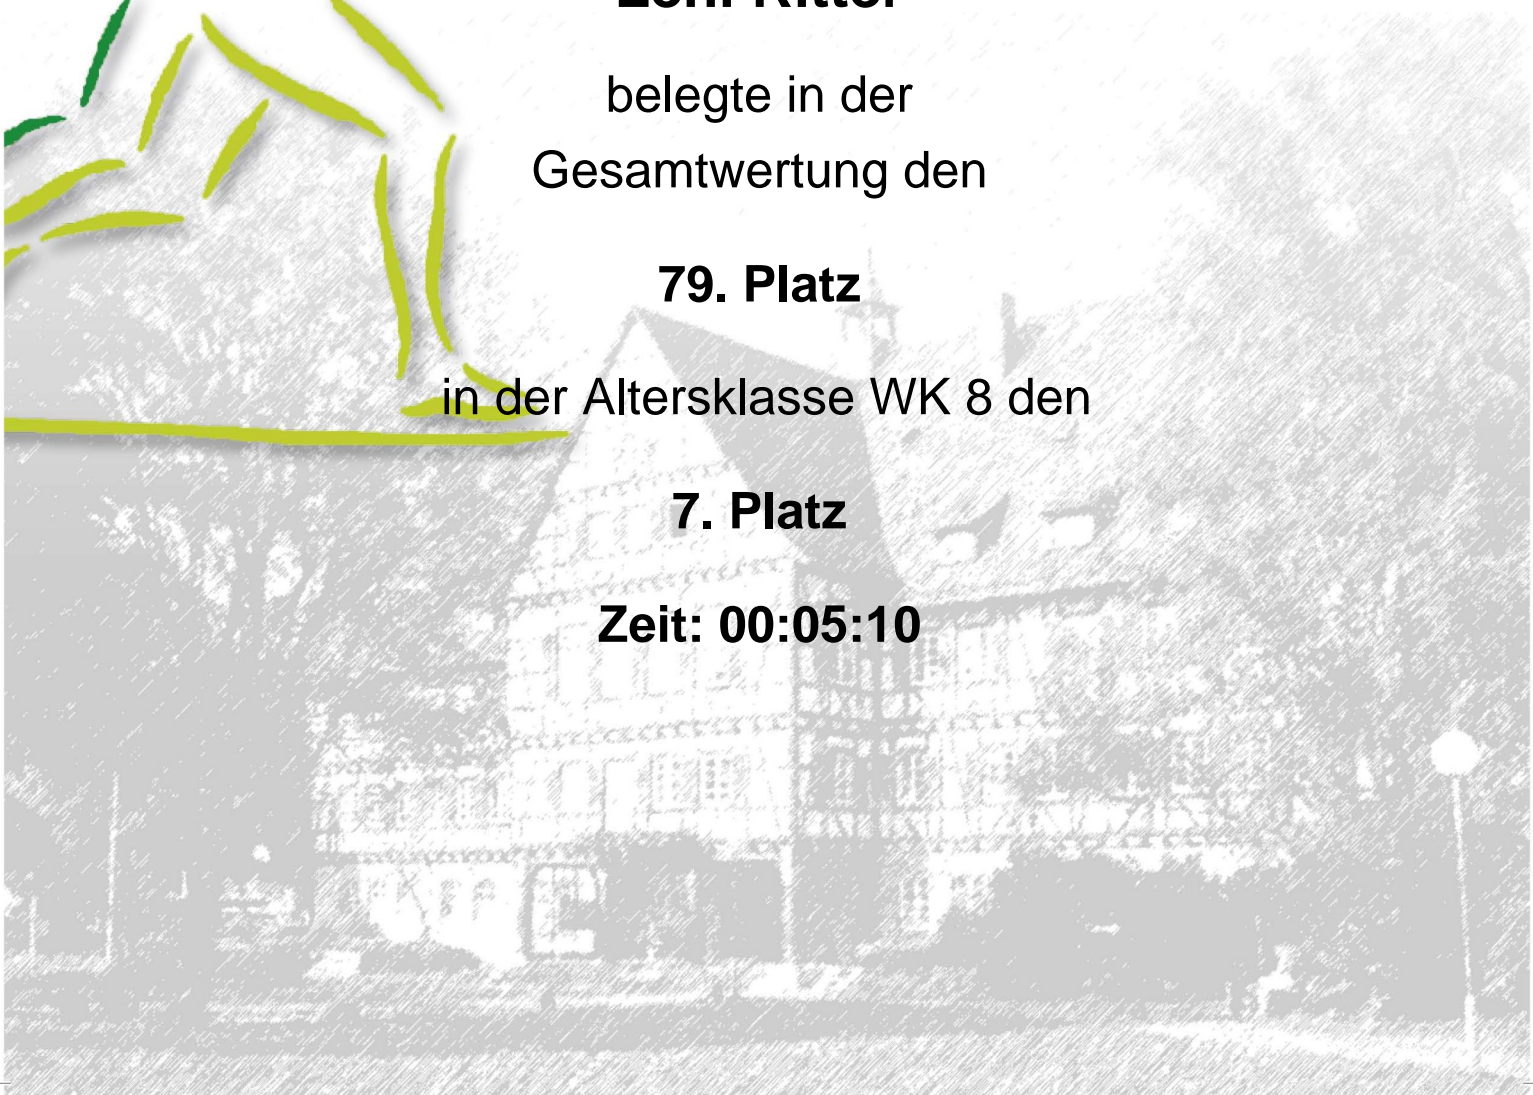 Ritter
belegte in der
Gesamtwertung den
79. Platz
in der Altersklasse WK 8 den
7. Platz
Zeit: 00:05:10